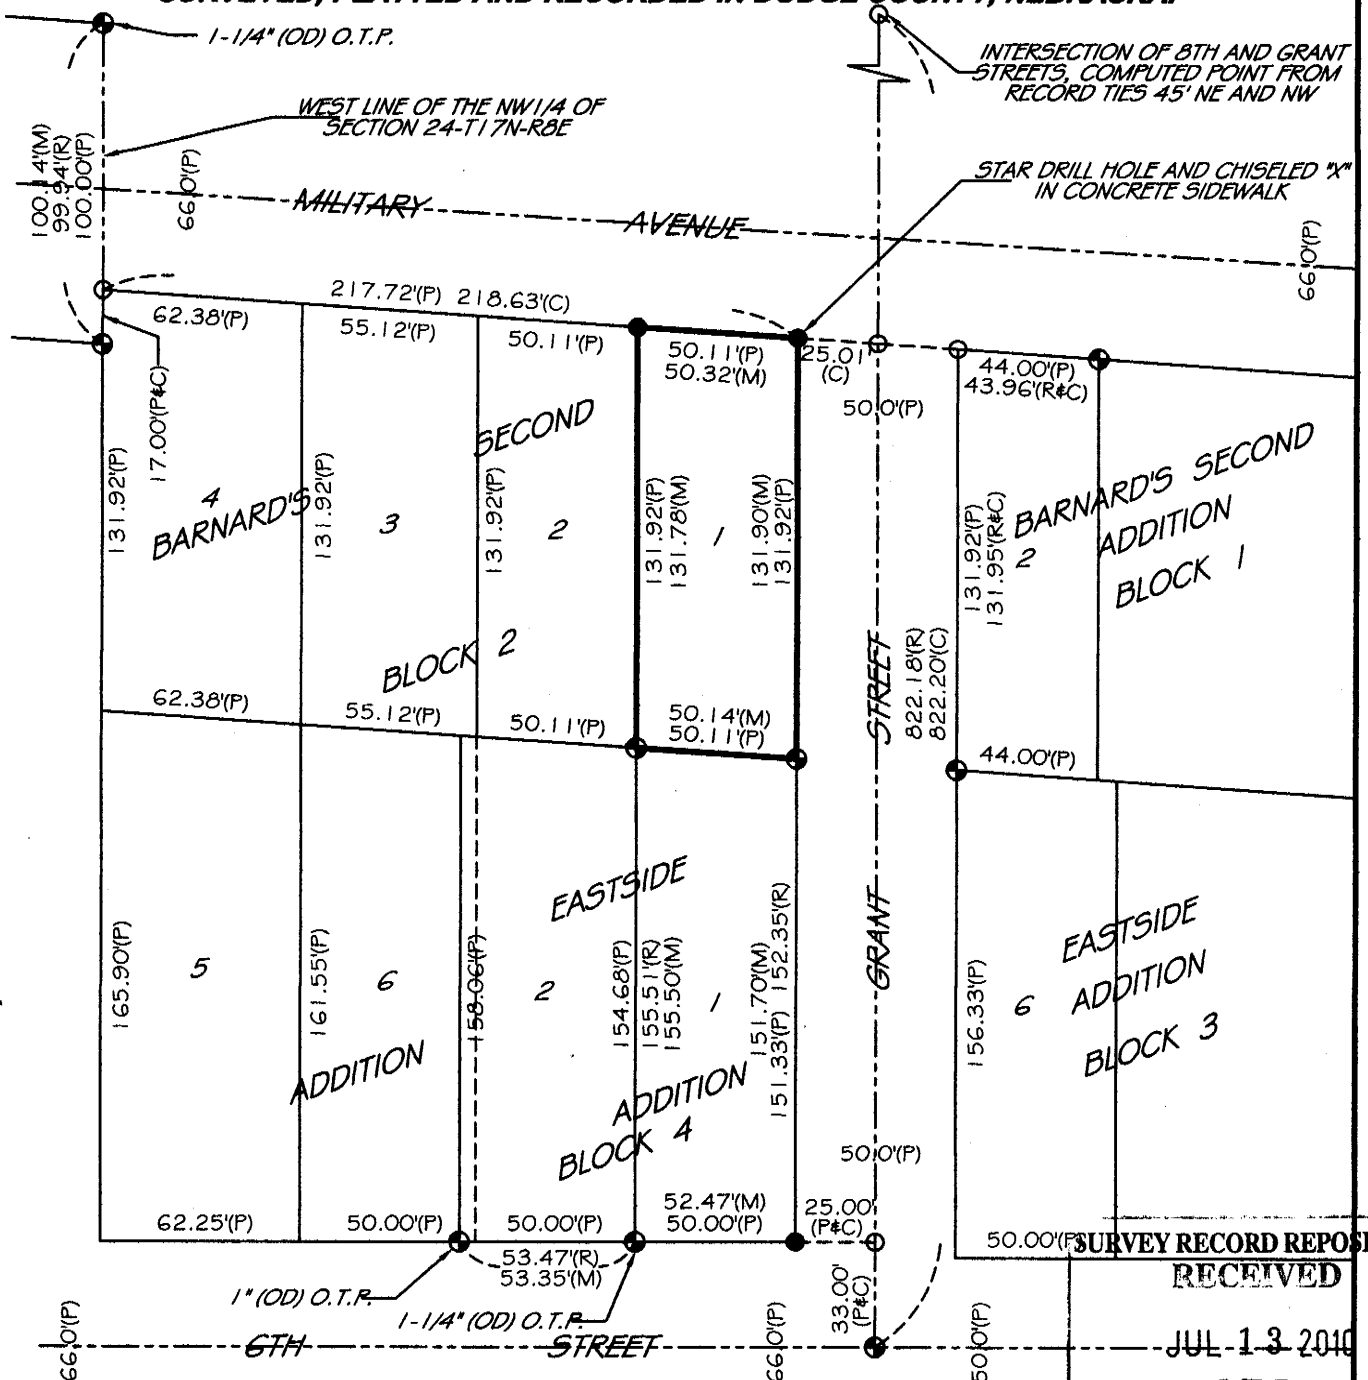 SURVEYED, PLATTED AND RECORDED IN DODGE COUNTY, NEBRASKA.
1-1/4" (OD) O.T.P.
INTERSECTION OF 8TH AND GRANT
STREETS, COMPUTED POINT FROM
RECORD TIES 45' NE AND NW
WEST LINE OF THE NW1/4 OF
SECTION 24-T17N-R8E
100.14'(M)
99.94'(R)
100.00'(P)
66.0'(P)
STAR DRILL HOLE AND CHISELED "X"
IN CONCRETE SIDEWALK
MILITARY AVENUE
66.0'(P)
217.72'(P) 218.63'(C)
62.38'(P)
55.12'(P)
50.11'(P)
50.11'(P)
50.32'(M)
25.01'
(C)
44.00'(P)
43.96'(R&C)
50.0'(P)
17.00'(P&C)
131.92'(P)
131.92'(P)
131.92'(P)
131.92'(P)
131.78'(M)
131.90'(M)
131.92'(P)
131.92'(P)
131.95'(R&C)
SECOND
BARNARD'S
4
3
2
1
BLOCK 2
BARNARD'S SECOND
ADDITION
BLOCK 1
2
STREET
822.18'(R)
822.20'(C)
62.38'(P)
55.12'(P)
50.11'(P)
50.14'(M)
50.11'(P)
44.00'(P)
EASTSIDE
165.90'(P)
5
161.55'(P)
6
158.06'(P)
2
154.68'(P)
155.51'(R)
155.50'(M)
1
151.70'(M)
151.33'(P) 152.35'(R)
GRANT
156.33'(P)
6
EASTSIDE
ADDITION
BLOCK 3
ADDITION
ADDITION
BLOCK 4
50.0'(P)
62.25'(P)
50.00'(P)
50.00'(P)
52.47'(M)
50.00'(P)
25.00'
(P&C)
50.00'(P)
53.47'(R)
53.35'(M)
1" (OD) O.T.P.
1-1/4" (OD) O.T.P.
33.00'
(P&C)
66.0'(P)
6TH STREET
66.0'(P)
50.0'(P)
SURVEY RECORD REPOS
RECEIVED
JUL 13 2010